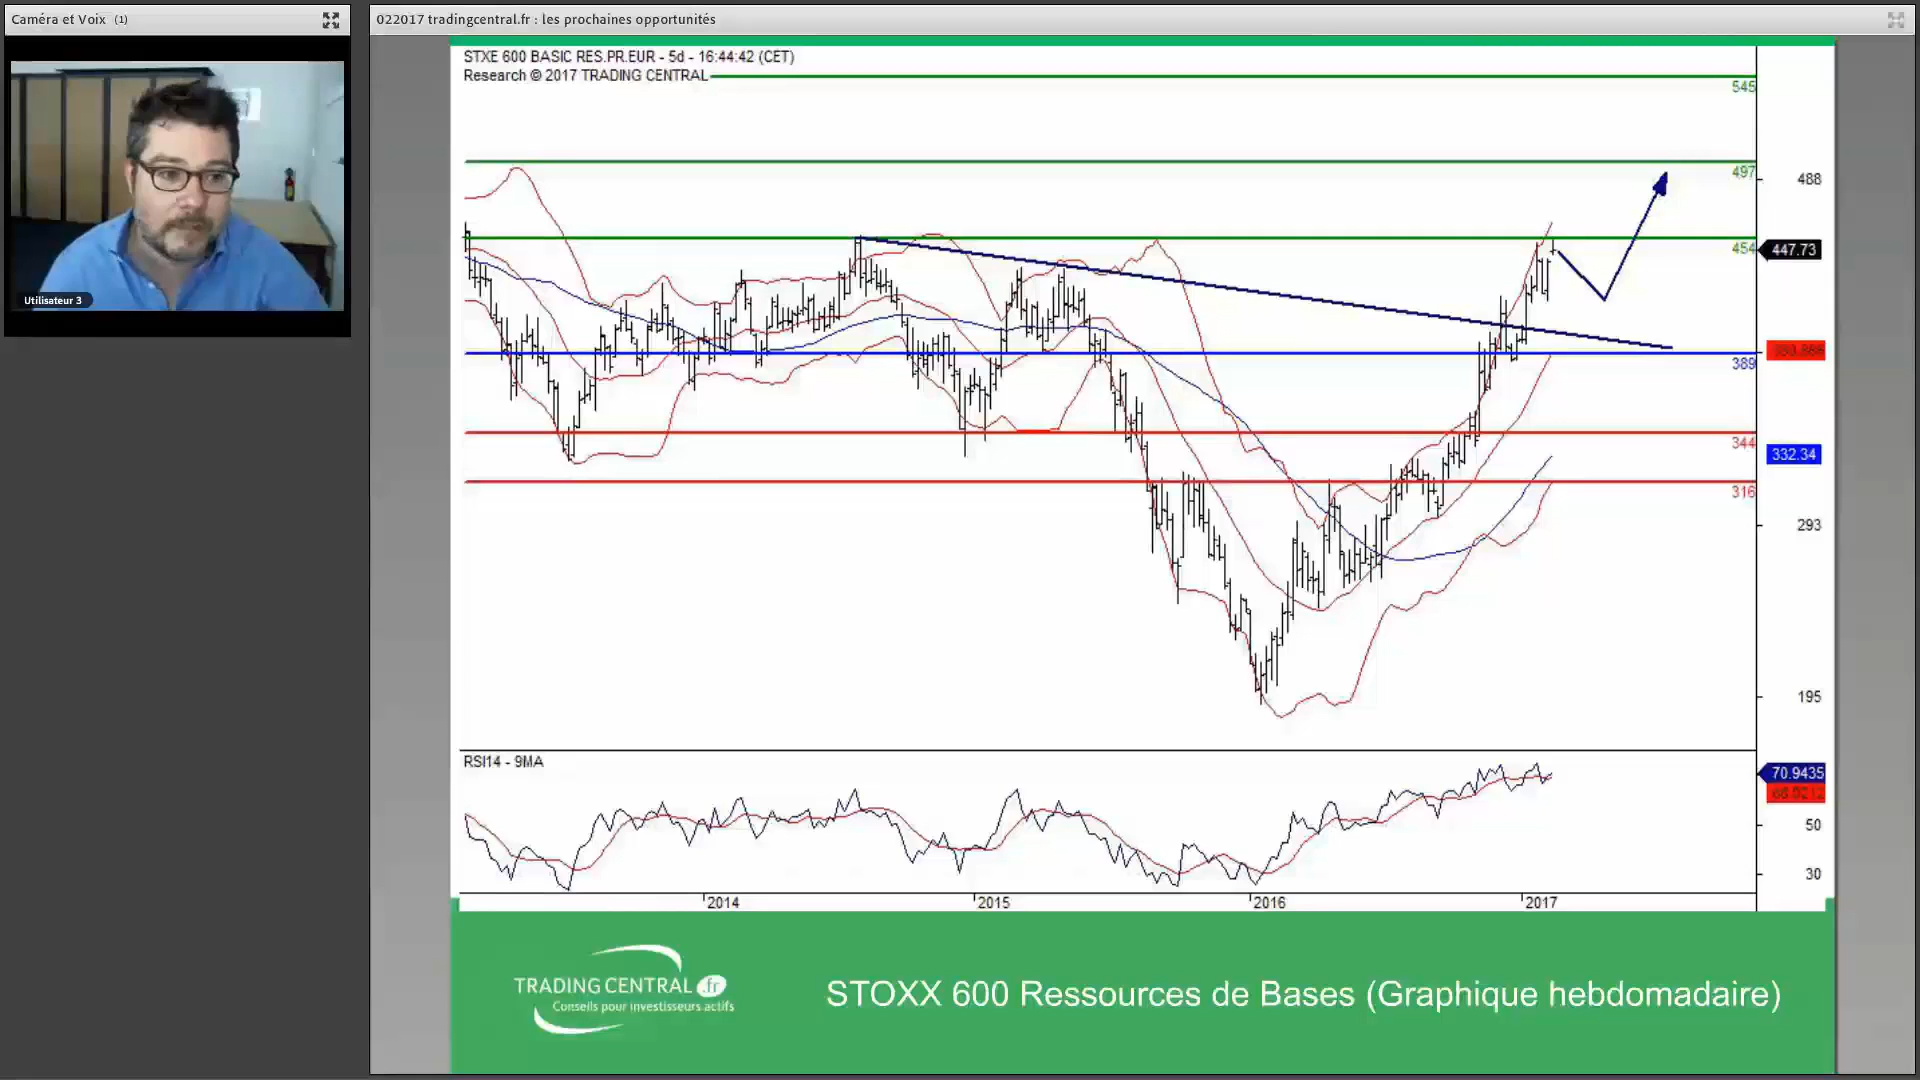 Caméra et Voix (1)
Utilisateur 3
022017 tradingcentral.fr : les prochaines opportunités
STXE 600 BASIC RES.PR.EUR - 5d - 16:44:42 (CET)
Research © 2017 TRADING CENTRAL
545
497
488
454
447.73
389
344
332.34
316
293
195
RSI14 - 9MA
70.9435
50
30
2014
2015
2016
2017
TRADING CENTRAL .fr
Conseils pour investisseurs actifs
STOXX 600 Ressources de Bases (Graphique hebdomadaire)